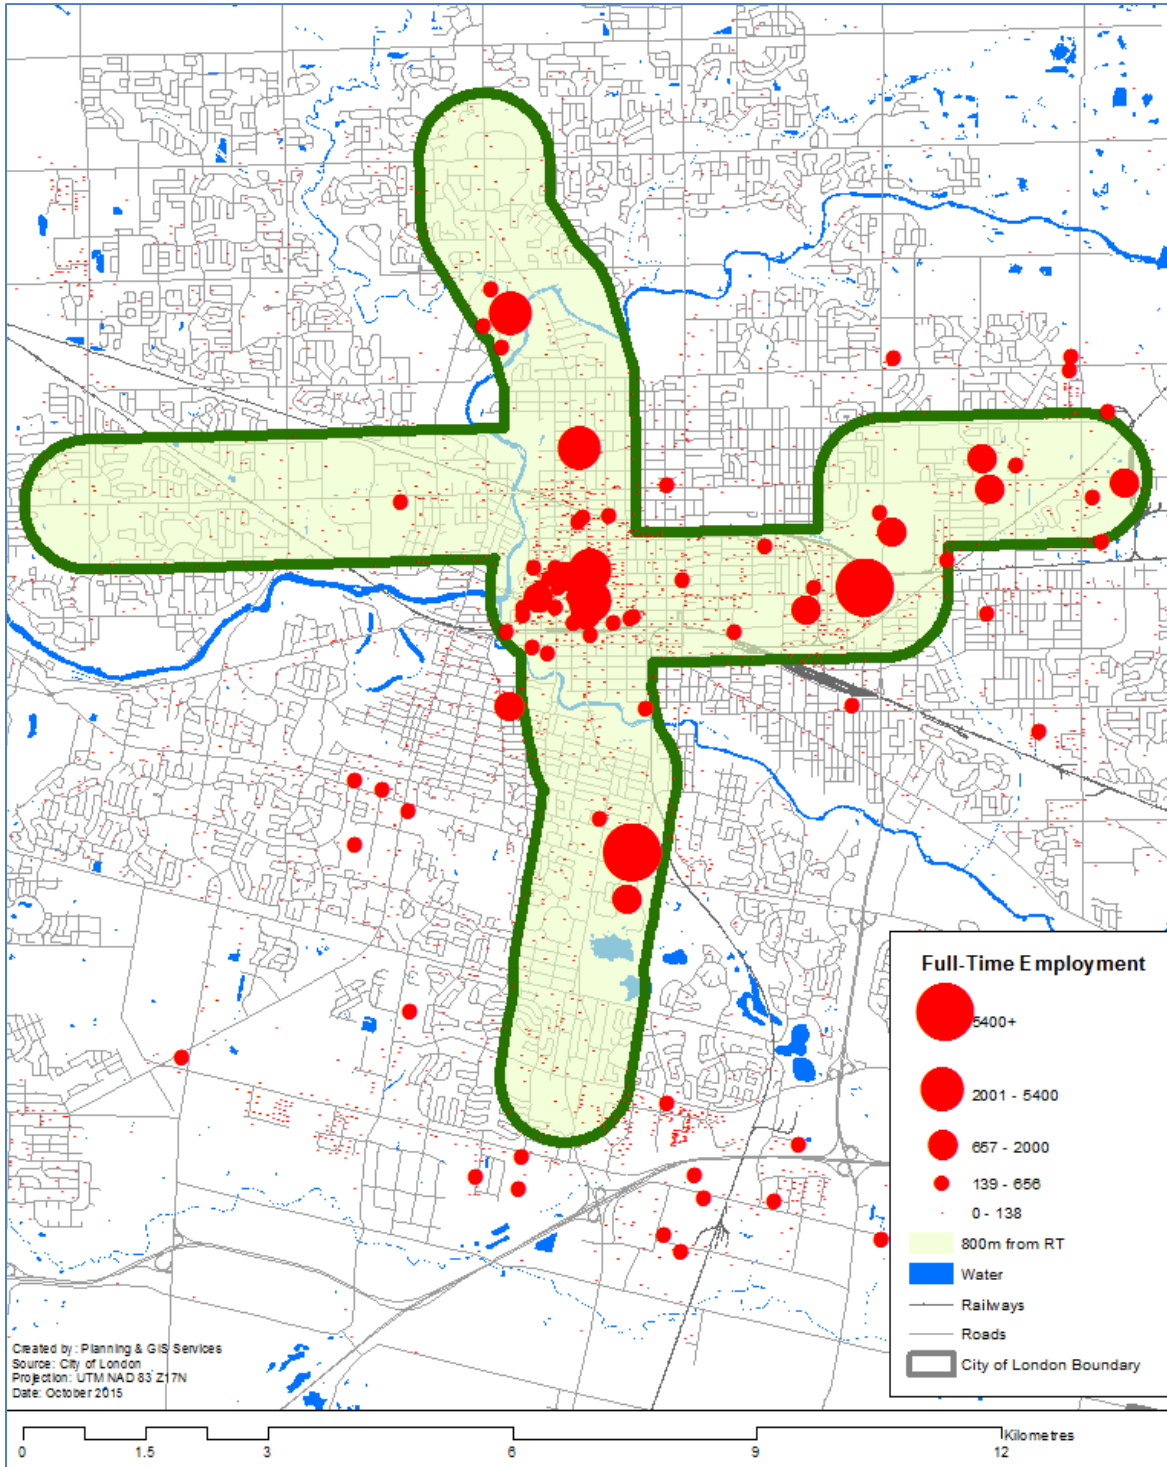 Full-Time Employment
5400+
2001 - 5400
657 - 2000
139 - 656
0 - 138
800m from RT
Water
Railways
Roads
City of London Boundary
Created by: Planning & GIS Services
Source: City of London
Projection: UTM NAD 83 Z17N
Date: October 2015
Kilometres
0 1.5 3 6 9 12